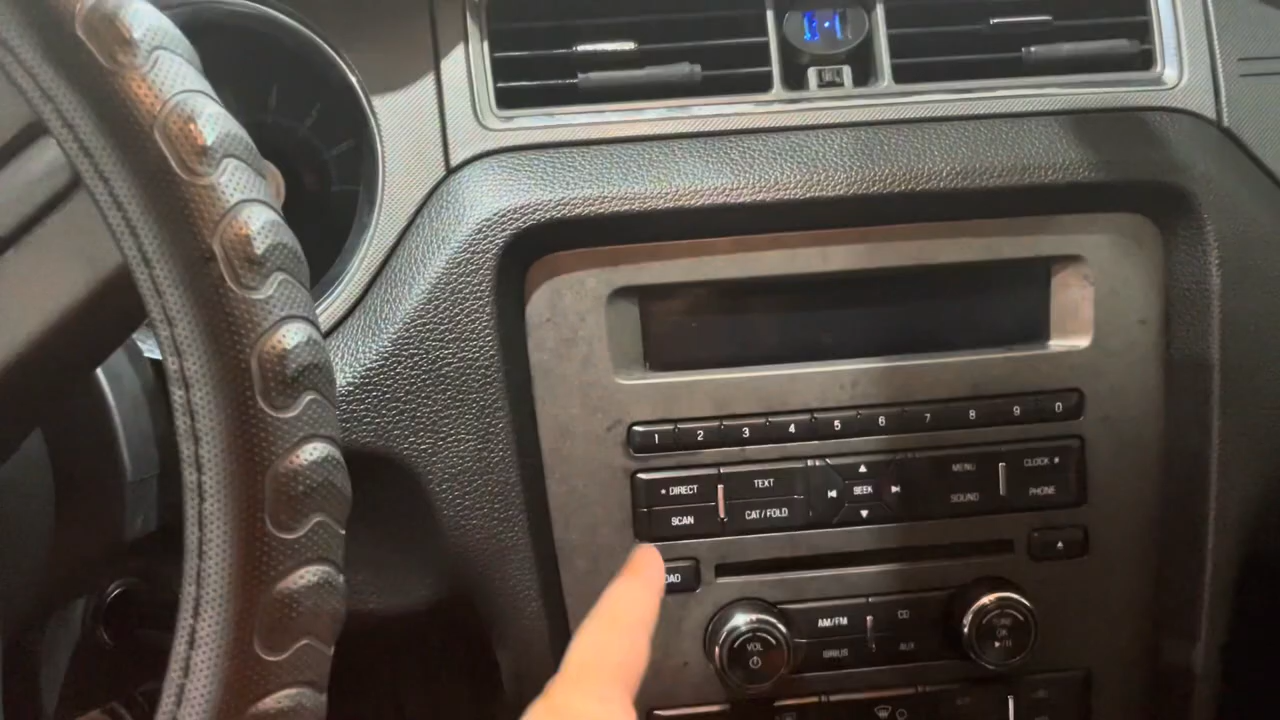 1 2 3 4 5 6 7 8 9 0
* DIRECT TEXT MENU CLOCK #
SEEK
SCAN CAT/FOLD SOUND PHONE
OAD
AM/FM CD
VOL TUNE
OK
SIRIUS AUX